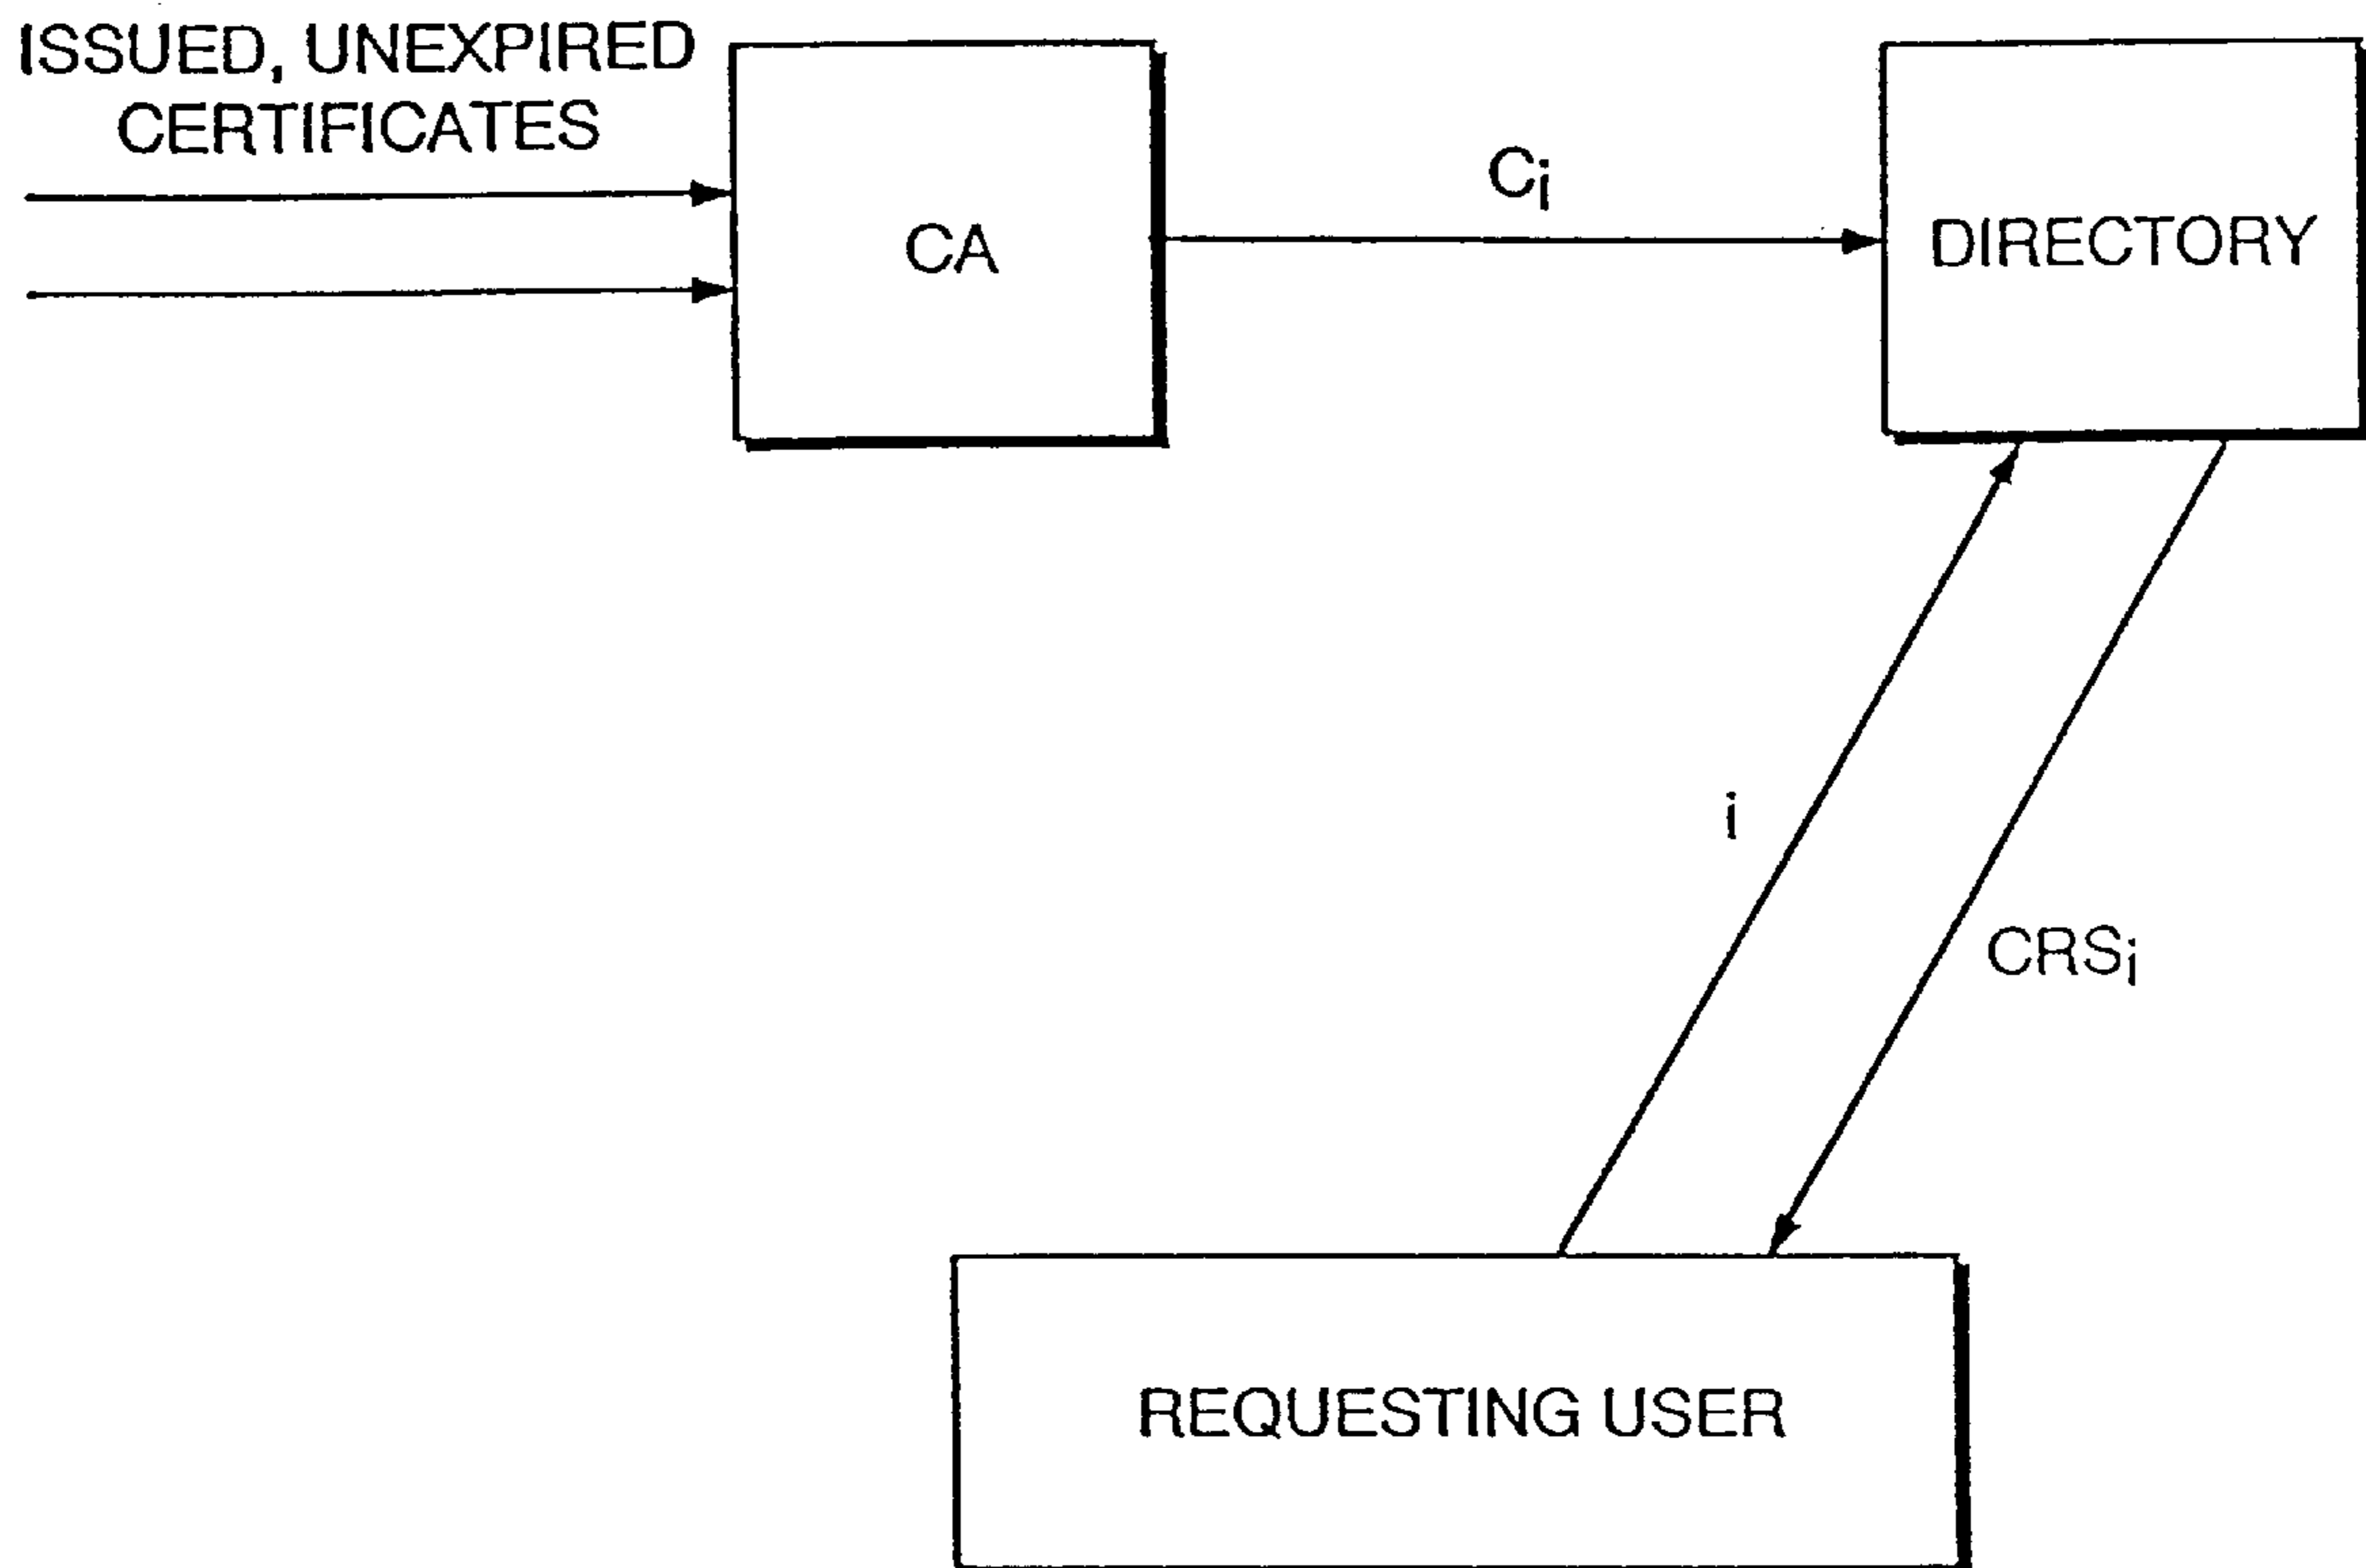 ISSUED, UNEXPIRED
CERTIFICATES
CA
Ci
DIRECTORY
i
CRSi
REQUESTING USER